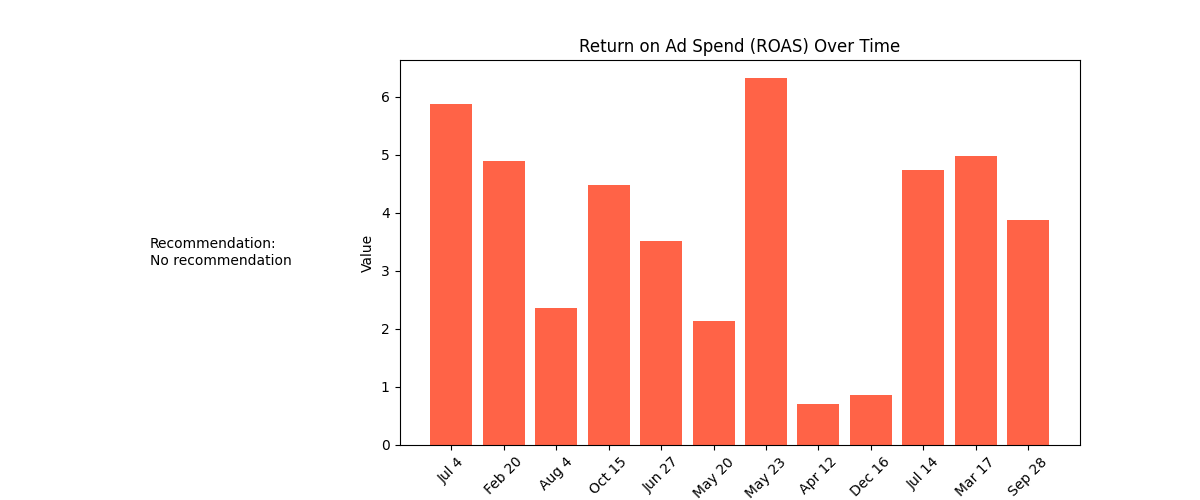 Return on Ad Spend (ROAS) Over Time
Recommendation:
No recommendation
Value
6
5
4
3
2
1
0
Jul 4
Feb 20
Aug 4
Oct 15
Jun 27
May 20
May 23
Apr 12
Dec 16
Jul 14
Mar 17
Sep 28